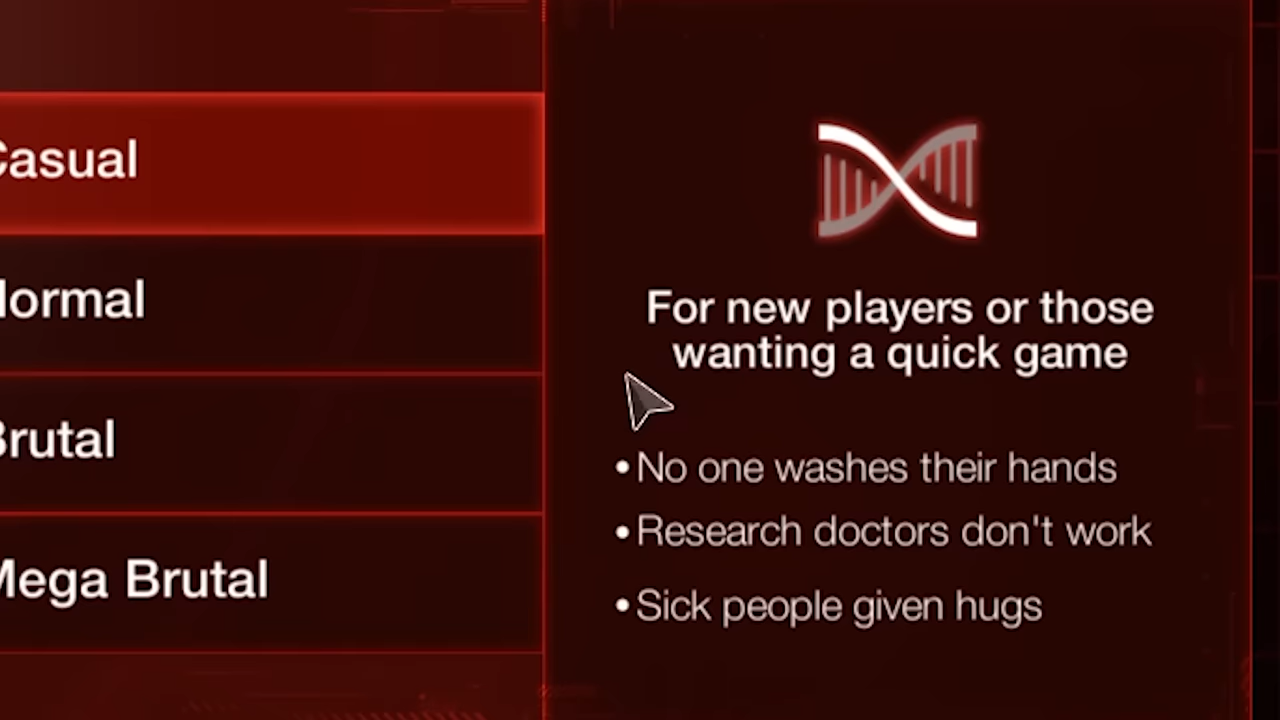 Casual
Normal
Brutal
Mega Brutal
For new players or those
wanting a quick game
•No one washes their hands
•Research doctors don't work
•Sick people given hugs